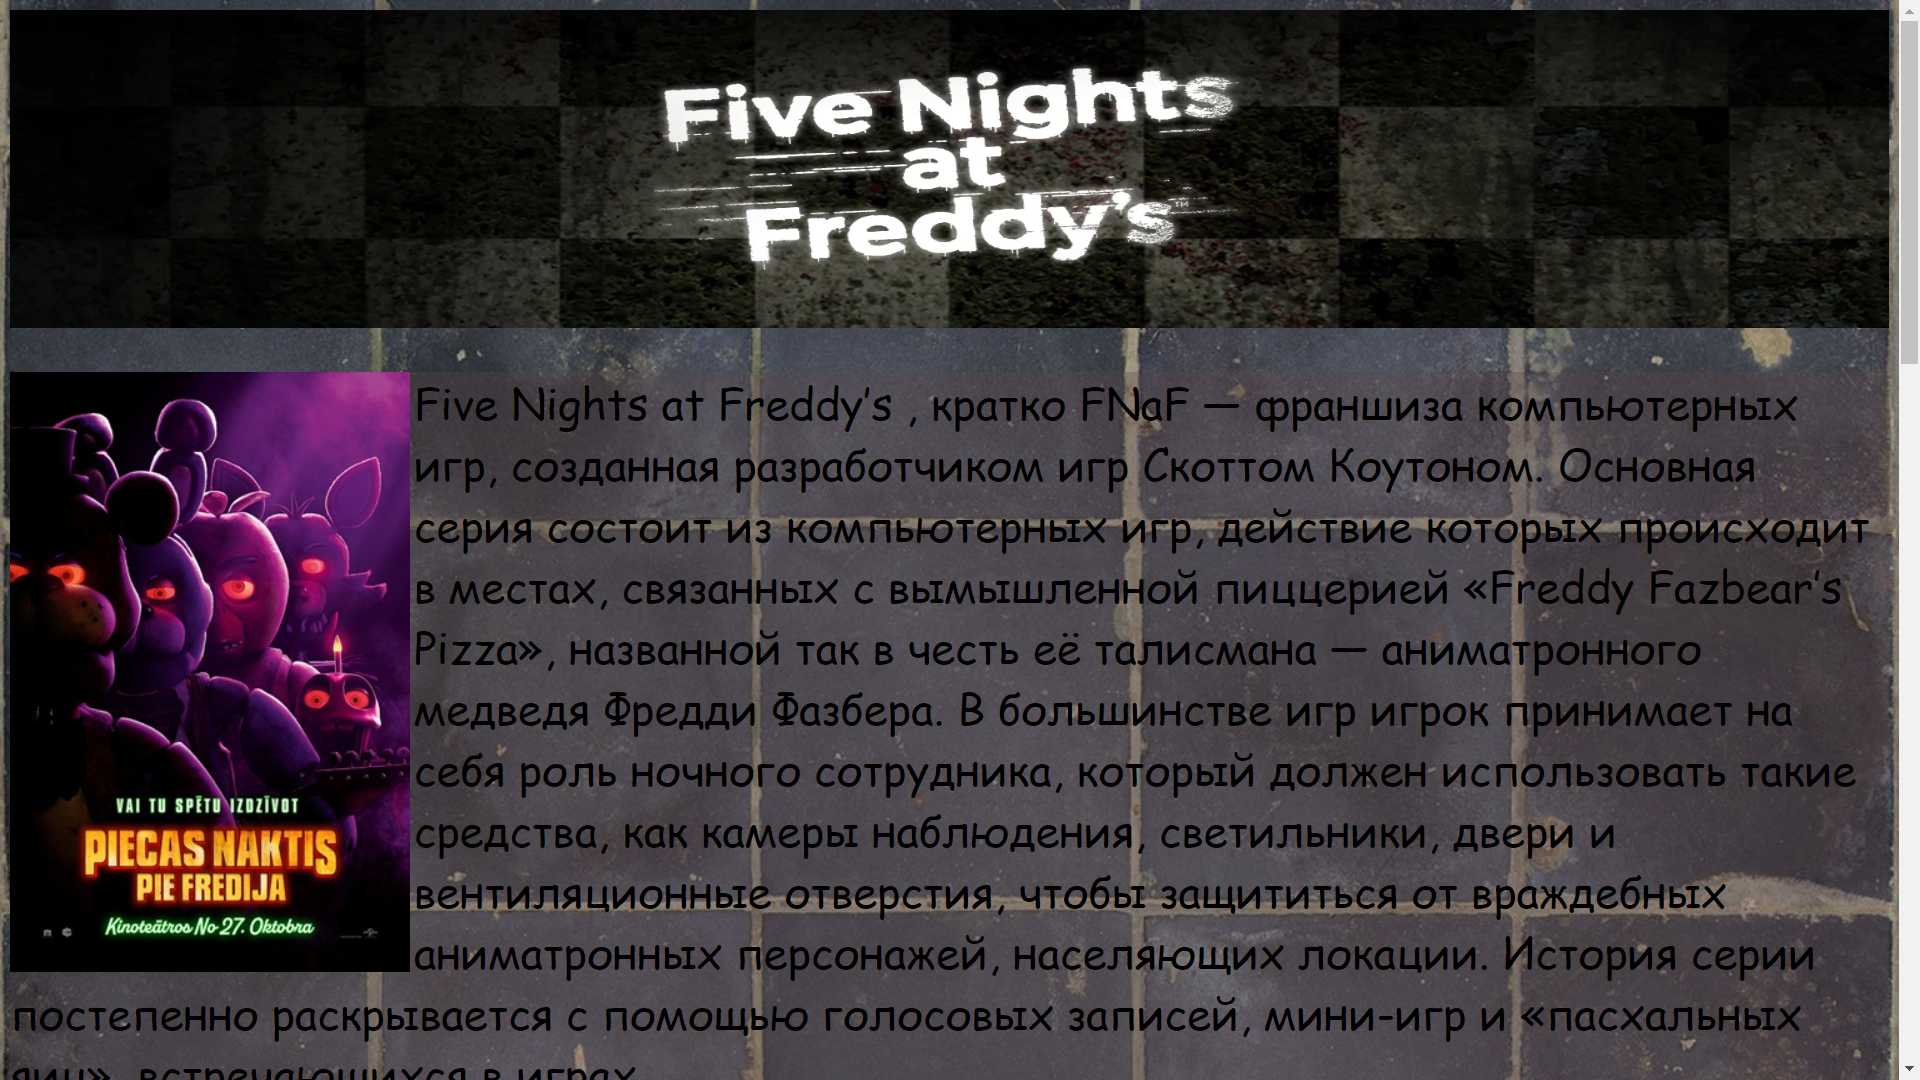 Five Nights
at
Freddy's
Five Nights at Freddy’s , кратко FNaF — франшиза компьютерных
игр, созданная разработчиком игр Скоттом Коутоном. Основная
серия состоит из компьютерных игр, действие которых происходит
в местах, связанных с вымышленной пиццерией «Freddy Fazbear’s
Pizza», названной так в честь её талисмана — аниматронного
медведя Фредди Фазбера. В большинстве игр игрок принимает на
себя роль ночного сотрудника, который должен использовать такие
средства, как камеры наблюдения, светильники, двери и
вентиляционные отверстия, чтобы защититься от враждебных
аниматронных персонажей, населяющих локации. История серии
постепенно раскрывается с помощью голосовых записей, мини-игр и «пасхальных
яиц», встречающихся в играх.
VAI TU SPĒTU IZDZĪVOT
PIECAS NAKTIS
PIE FREDIJA
Kinoteātros No 27. Oktobra